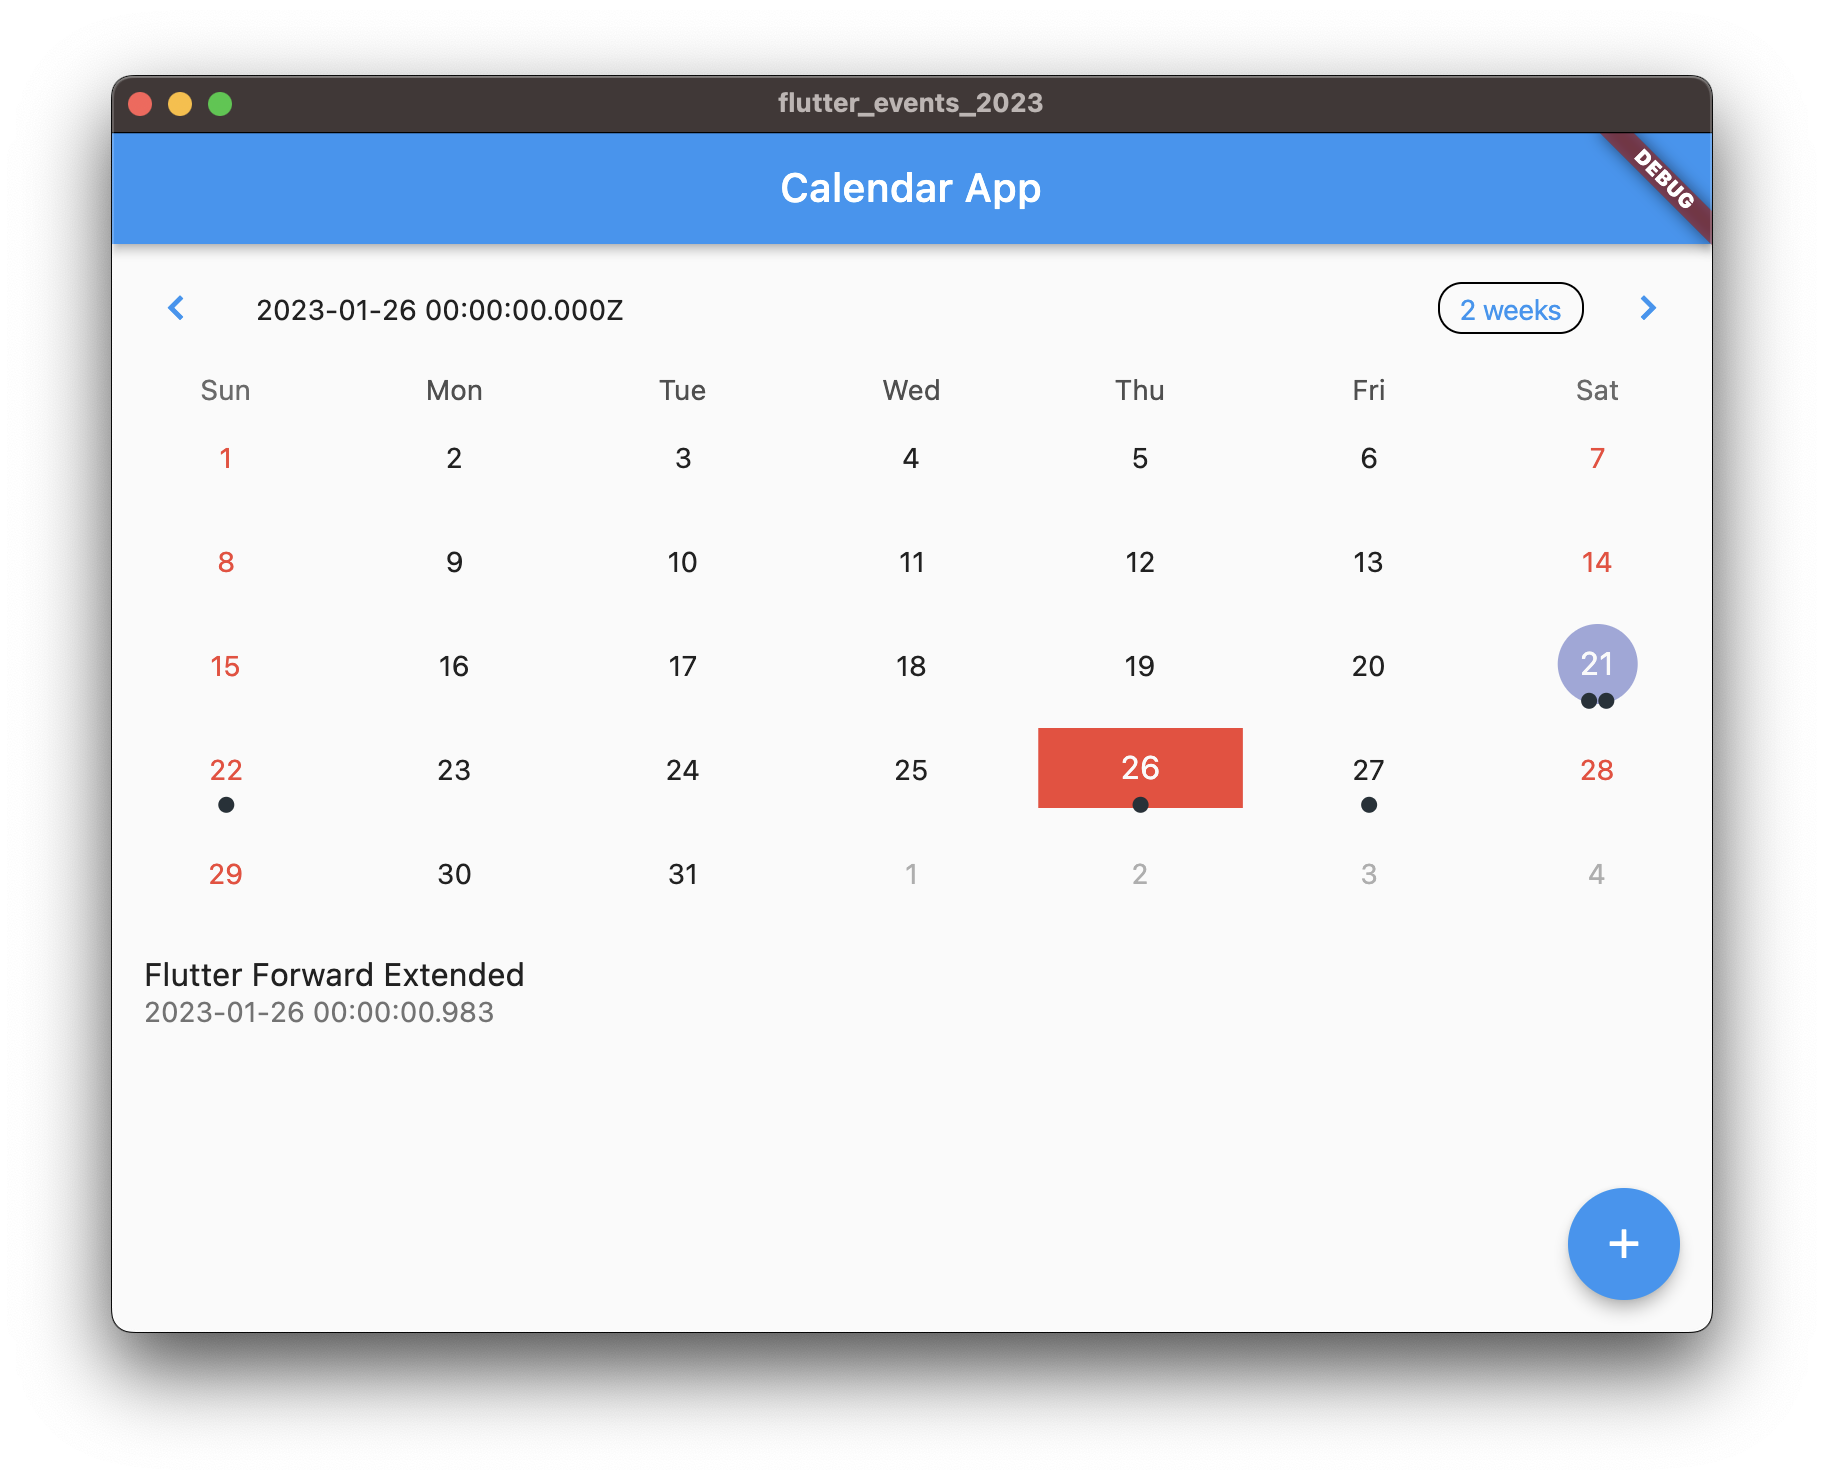 flutter_events_2023
Calendar App
DEBUG
2023-01-26 00:00:00.000Z
2 weeks
Sun Mon Tue Wed Thu Fri Sat
1 2 3 4 5 6 7
8 9 10 11 12 13 14
15 16 17 18 19 20 21
22 23 24 25 26 27 28
29 30 31 1 2 3 4
Flutter Forward Extended
2023-01-26 00:00:00.983
+